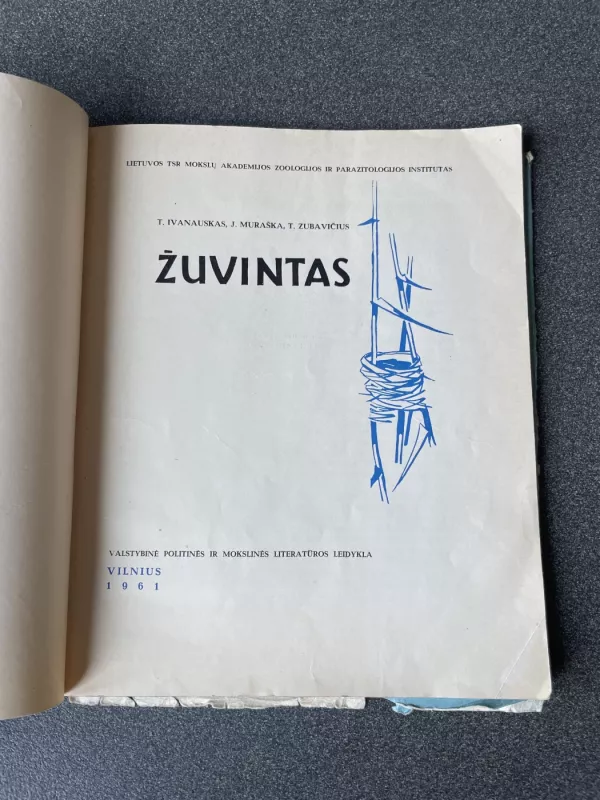 LIETUVOS TSR MOKSLŲ AKADEMIJOS ZOOLOGIJOS IR PARAZITOLOGIJOS INSTITUTAS
T. IVANAUSKAS, J. MURAŠKA, T. ZUBAVIČIUS
ŽUVINTAS
VALSTYBINĖ POLITINĖS IR MOKSLINĖS LITERATŪROS LEIDYKLA
VILNIUS
1961